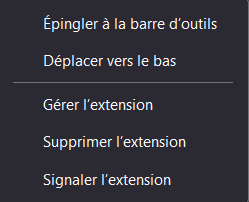 Épingler à la barre d’outils
Déplacer vers le bas
Gérer l’extension
Supprimer l’extension
Signaler l’extension